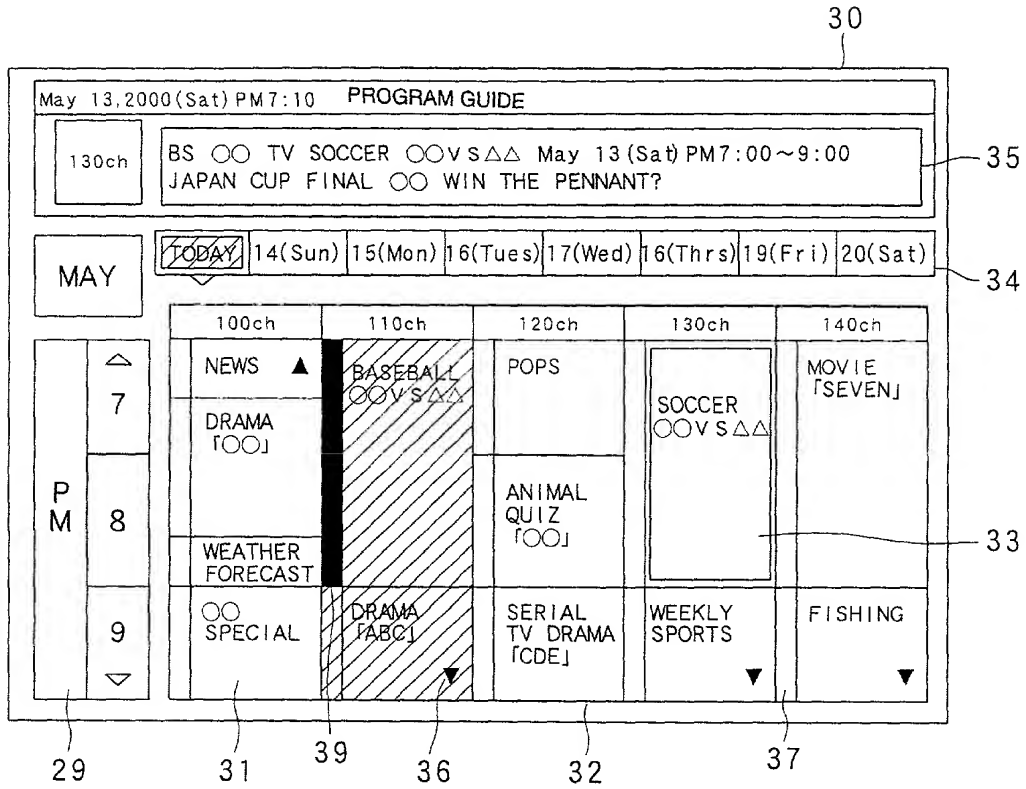 30
May 13,2000(Sat)PM7:10 PROGRAM GUIDE
130ch
BS ○○ TV SOCCER ○○VS△△ May 13(Sat)PM7:00~9:00
JAPAN CUP FINAL ○○ WIN THE PENNANT?
35
MAY
TODAY 14(Sun) 15(Mon) 16(Tues) 17(Wed) 16(Thrs) 19(Fri) 20(Sat)
34
100ch 110ch 120ch 130ch 140ch
PM
7
8
9
NEWS ▲
DRAMA
「○○」
WEATHER
FORECAST
○○
SPECIAL
BASEBALL
○○VS△△
DRAMA
「ABC」
▼
POPS
ANIMAL
QUIZ
「○○」
SERIAL
TV DRAMA
「CDE」
SOCCER
○○VS△△
WEEKLY
SPORTS
▼
MOVIE
「SEVEN」
FISHING
▼
33
29 31 39 36 32 37